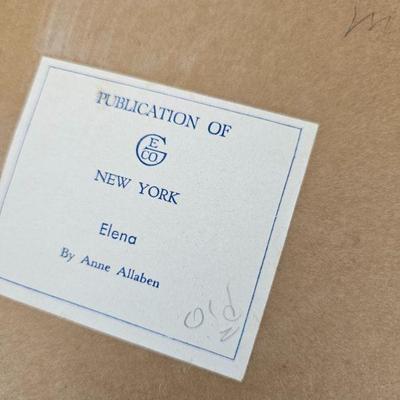 PUBLICATION OF
G E CO
NEW YORK
Elena
By Anne Allaben